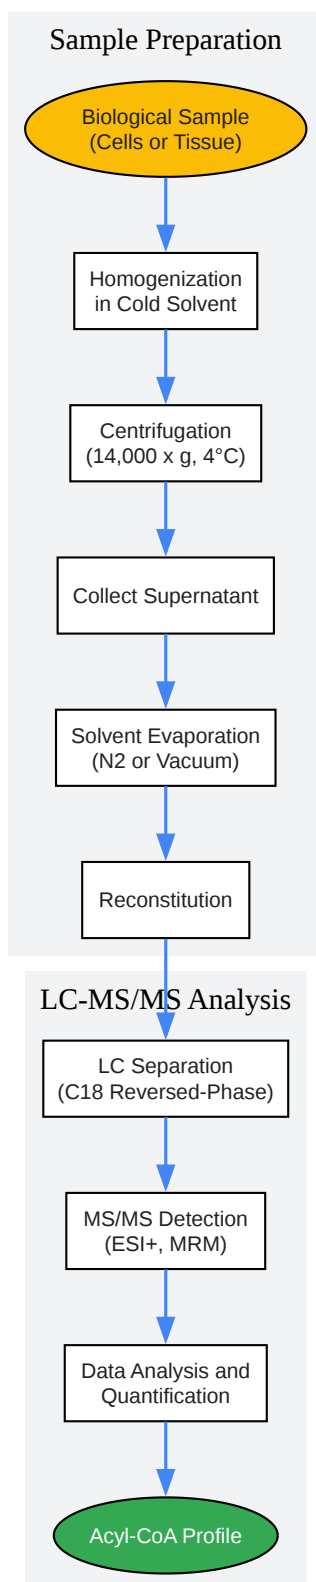 Sample Preparation
Biological Sample
(Cells or Tissue)
Homogenization
in Cold Solvent
Centrifugation
(14,000 x g, 4°C)
Collect Supernatant
Solvent Evaporation
(N2 or Vacuum)
Reconstitution
LC-MS/MS Analysis
LC Separation
(C18 Reversed-Phase)
MS/MS Detection
(ESI+, MRM)
Data Analysis and
Quantification
Acyl-CoA Profile